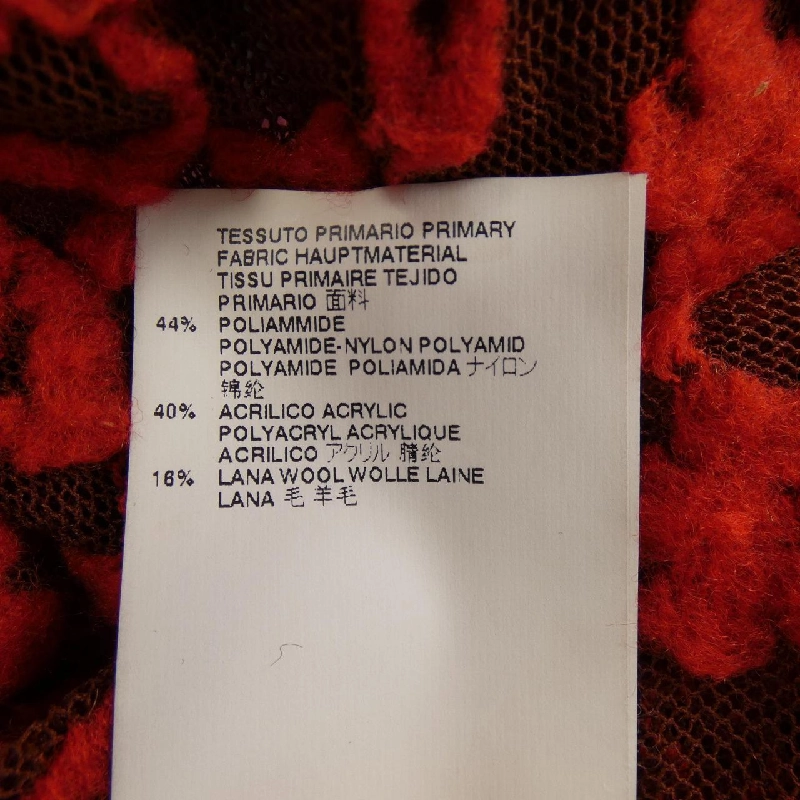 TESSUTO PRIMARIO PRIMARY
FABRIC HAUPTMATERIAL
TISSU PRIMAIRE TEJIDO
PRIMARIO 面料
44% POLIAMMIDE
POLYAMIDE-NYLON POLYAMID
POLYAMIDE POLIAMIDA ナイロン
锦纶
40% ACRILICO ACRYLIC
POLYACRYL ACRYLIQUE
ACRILICO アクリル 腈纶
16% LANA WOOL WOLLE LAINE
LANA 毛 羊毛